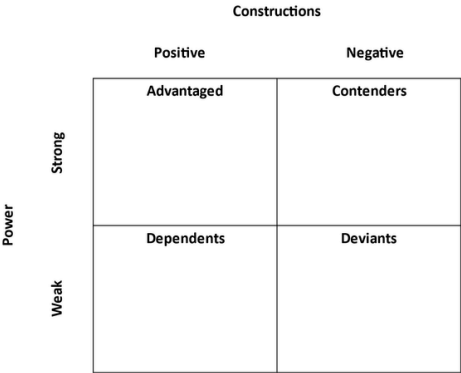 Constructions
Positive Negative
Advantaged Contenders
Strong
Power
Dependents Deviants
Weak